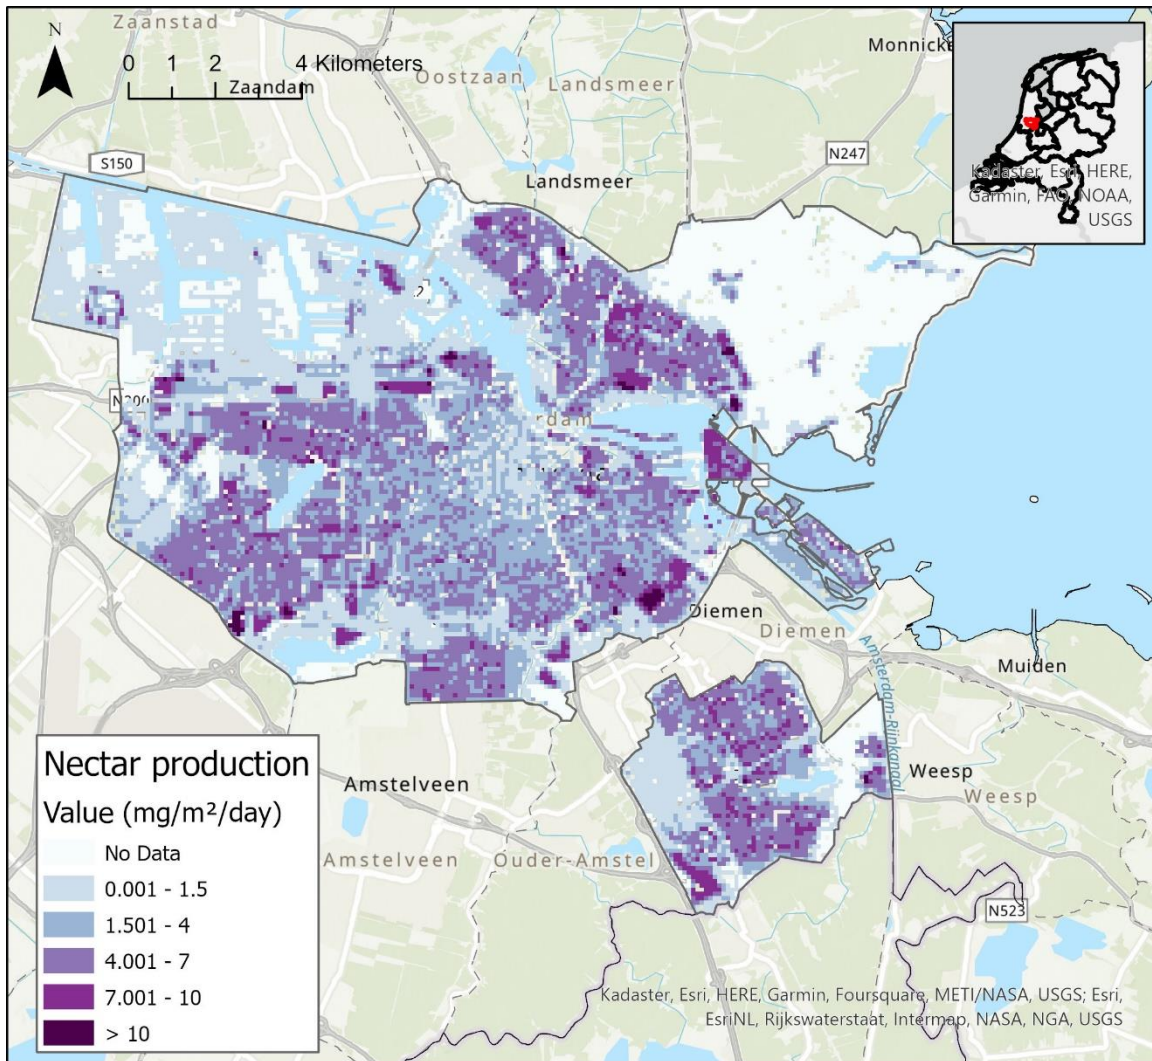 Zaanstad
N
0 1 2 4 Kilometers
Zaandam
Oostzaan
Landsmeer
Monnicke
S150
N247
Landsmeer
Kadaster, Esri, HERE,
Garmin, FAO, NOAA,
USGS
N200
rdam
Diemen
Diemen
Muiden
Amsterdam-Rijnkanaal
Nectar production
Value (mg/m²/day)
No Data
0.001 - 1.5
1.501 - 4
4.001 - 7
7.001 - 10
> 10
Amstelveen
Weesp
Weesp
Amstelveen
Ouder-Amstel
N523
Kadaster, Esri, HERE, Garmin, Foursquare, METI/NASA, USGS; Esri,
EsriNL, Rijkswaterstaat, Intermap, NASA, NGA, USGS